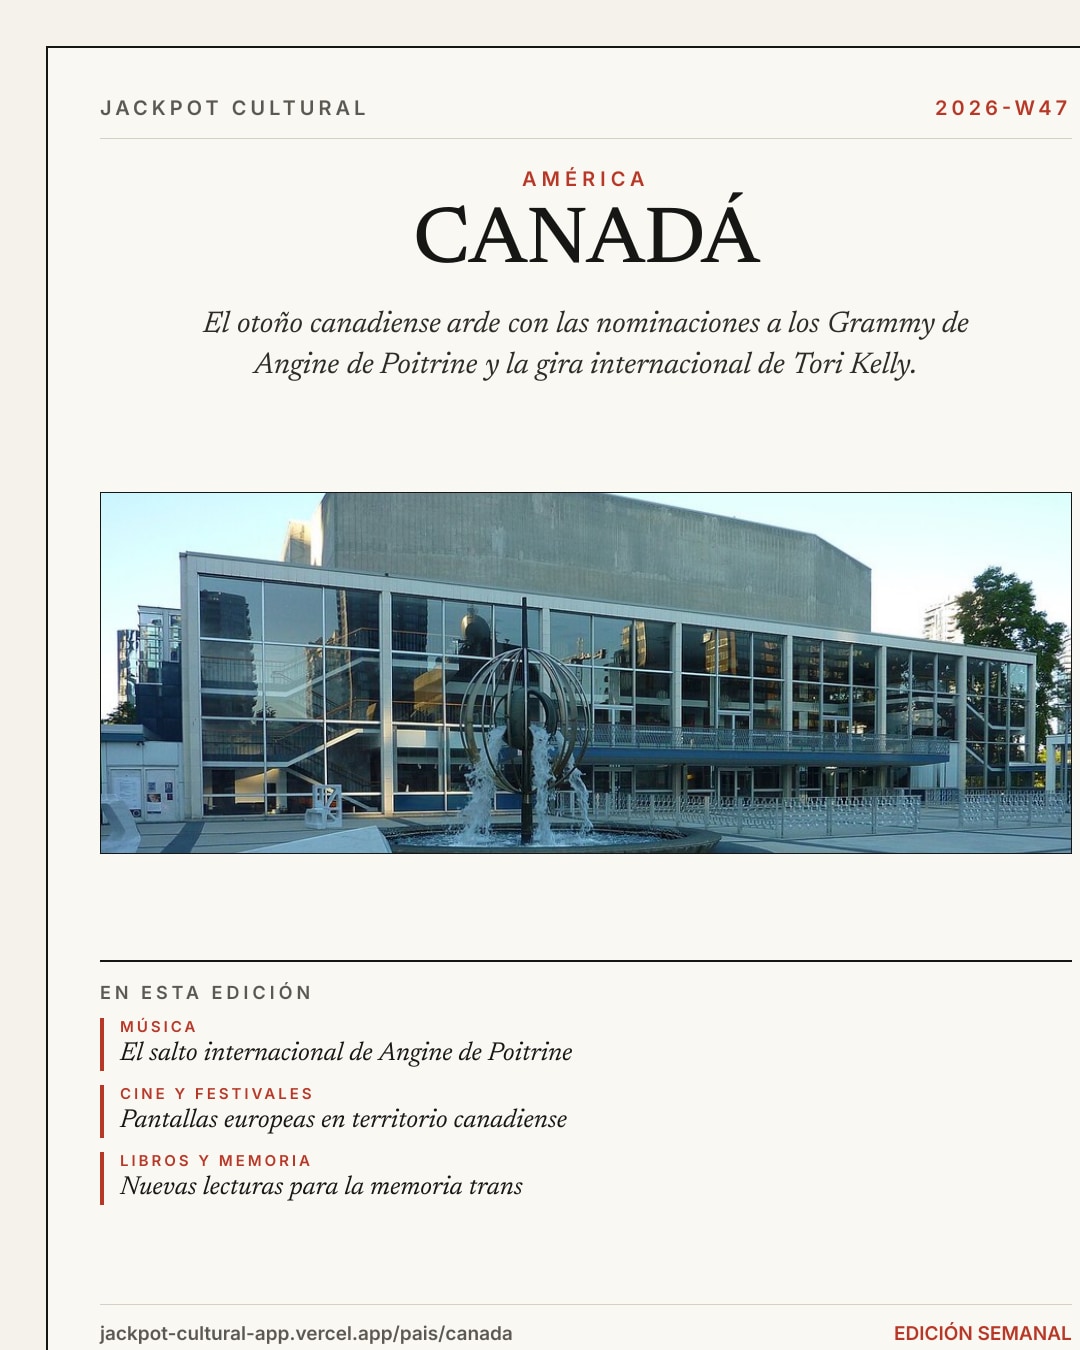 JACKPOT CULTURAL
2026-W47
AMÉRICA
CANADÁ
El otoño canadiense arde con las nominaciones a los Grammy de
Angine de Poitrine y la gira internacional de Tori Kelly.
EN ESTA EDICIÓN
MÚSICA
El salto internacional de Angine de Poitrine
CINE Y FESTIVALES
Pantallas europeas en territorio canadiense
LIBROS Y MEMORIA
Nuevas lecturas para la memoria trans
jackpot-cultural-app.vercel.app/pais/canada
EDICIÓN SEMANAL